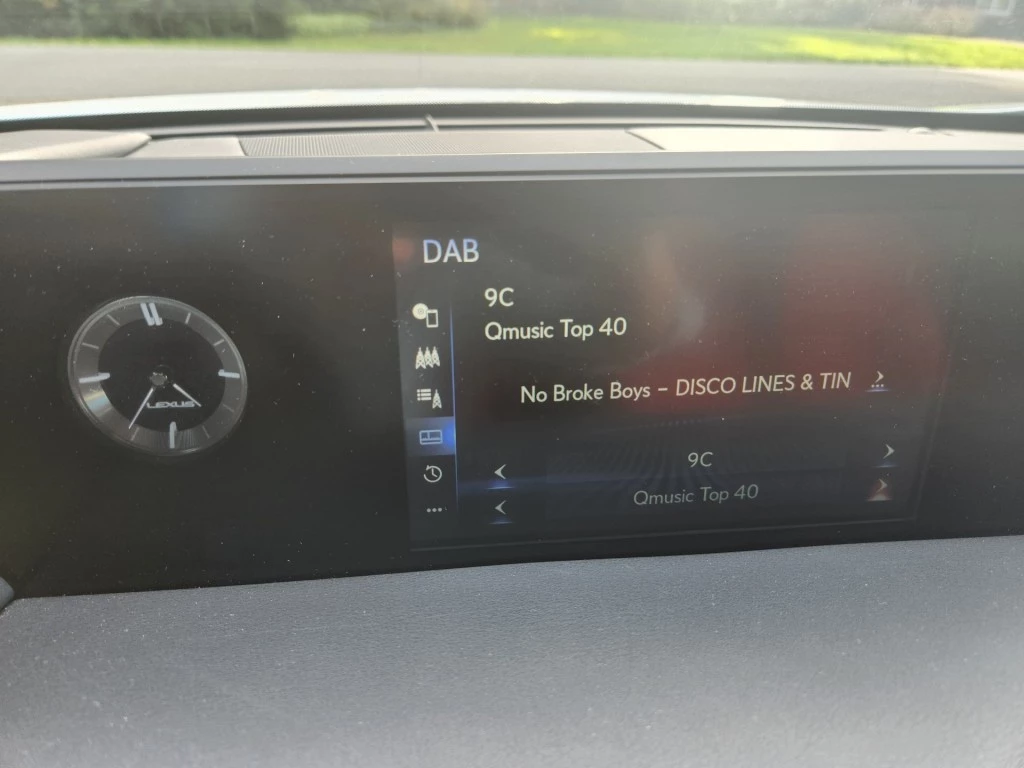 DAB
9C
Qmusic Top 40
No Broke Boys – DISCO LINES & TIN
9C
Qmusic Top 40
LEXUS